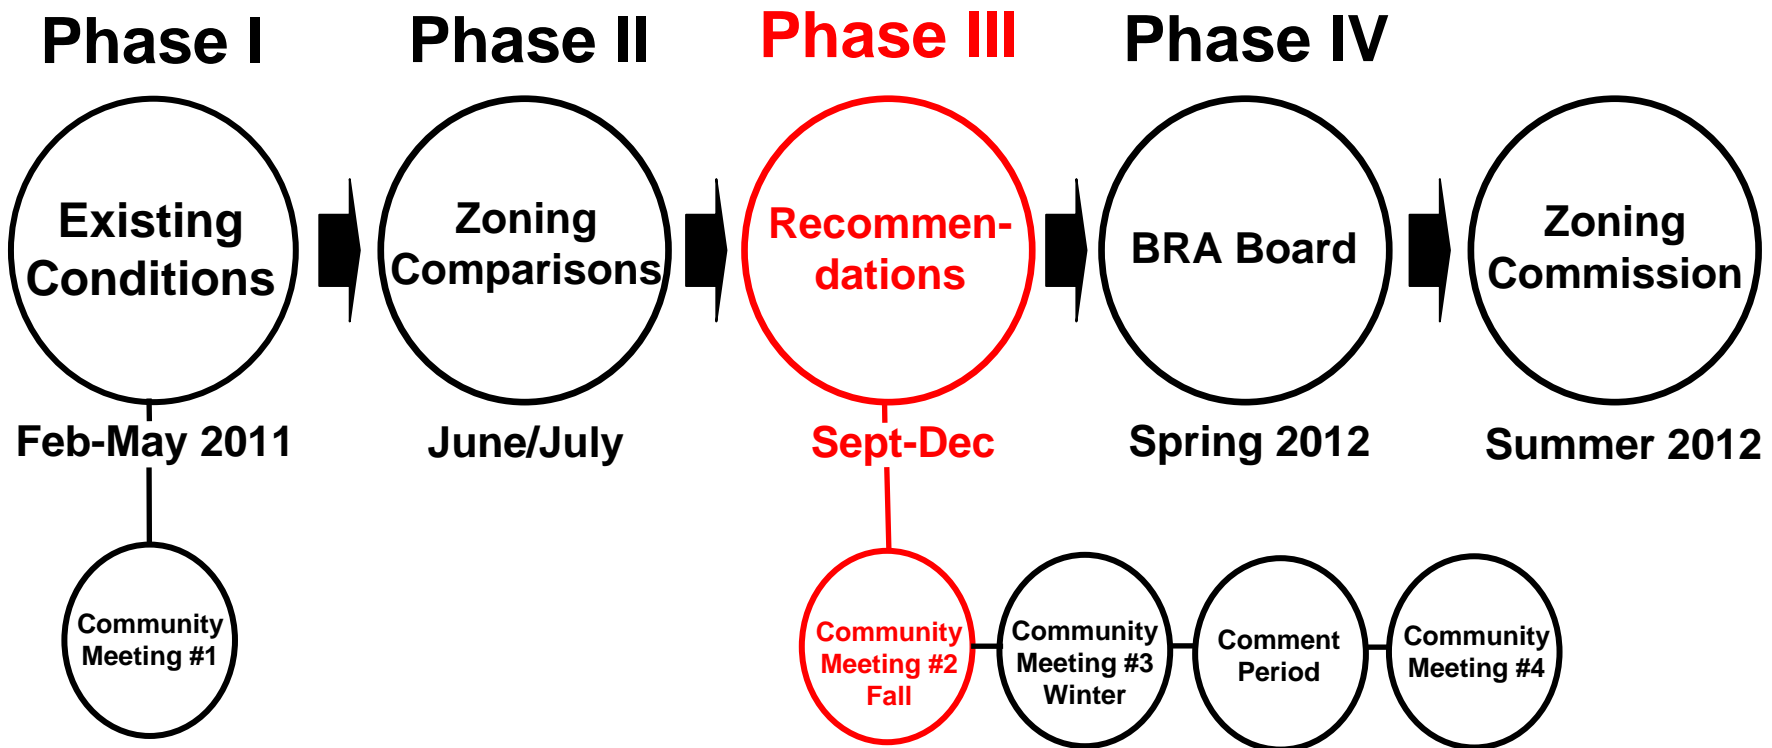 Phase I
Phase II
Phase III
Phase IV
Existing
Conditions
Zoning
Comparisons
Recommen-
dations
BRA Board
Zoning
Commission
Feb-May 2011
June/July
Sept-Dec
Spring 2012
Summer 2012
Community
Meeting #1
Community
Meeting #2
Fall
Community
Meeting #3
Winter
Comment
Period
Community
Meeting #4